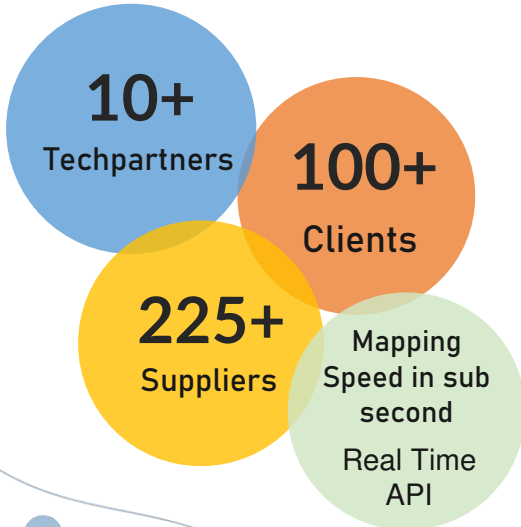 10+
Techpartners
100+
Clients
225+
Suppliers
Mapping
Speed in sub
second
Real Time
API